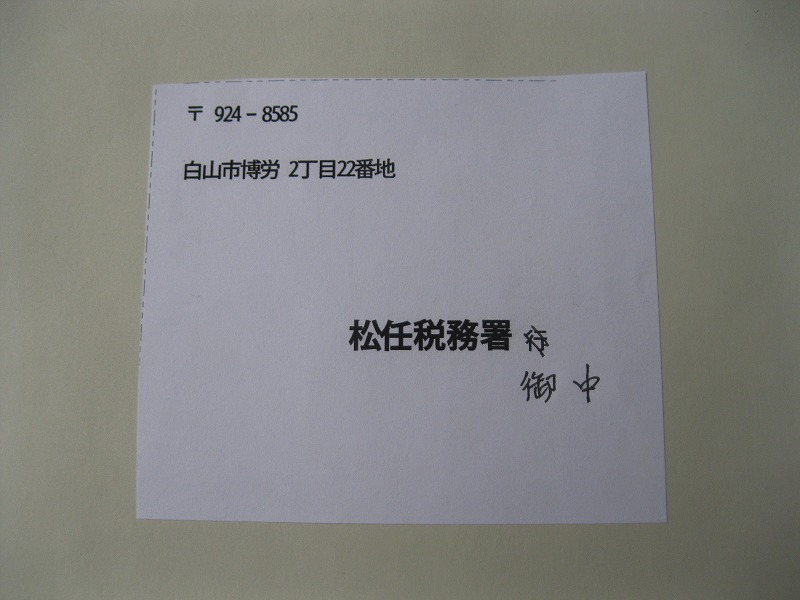 〒 924-8585
白山市博労 2丁目22番地
松任税務署 行
御中